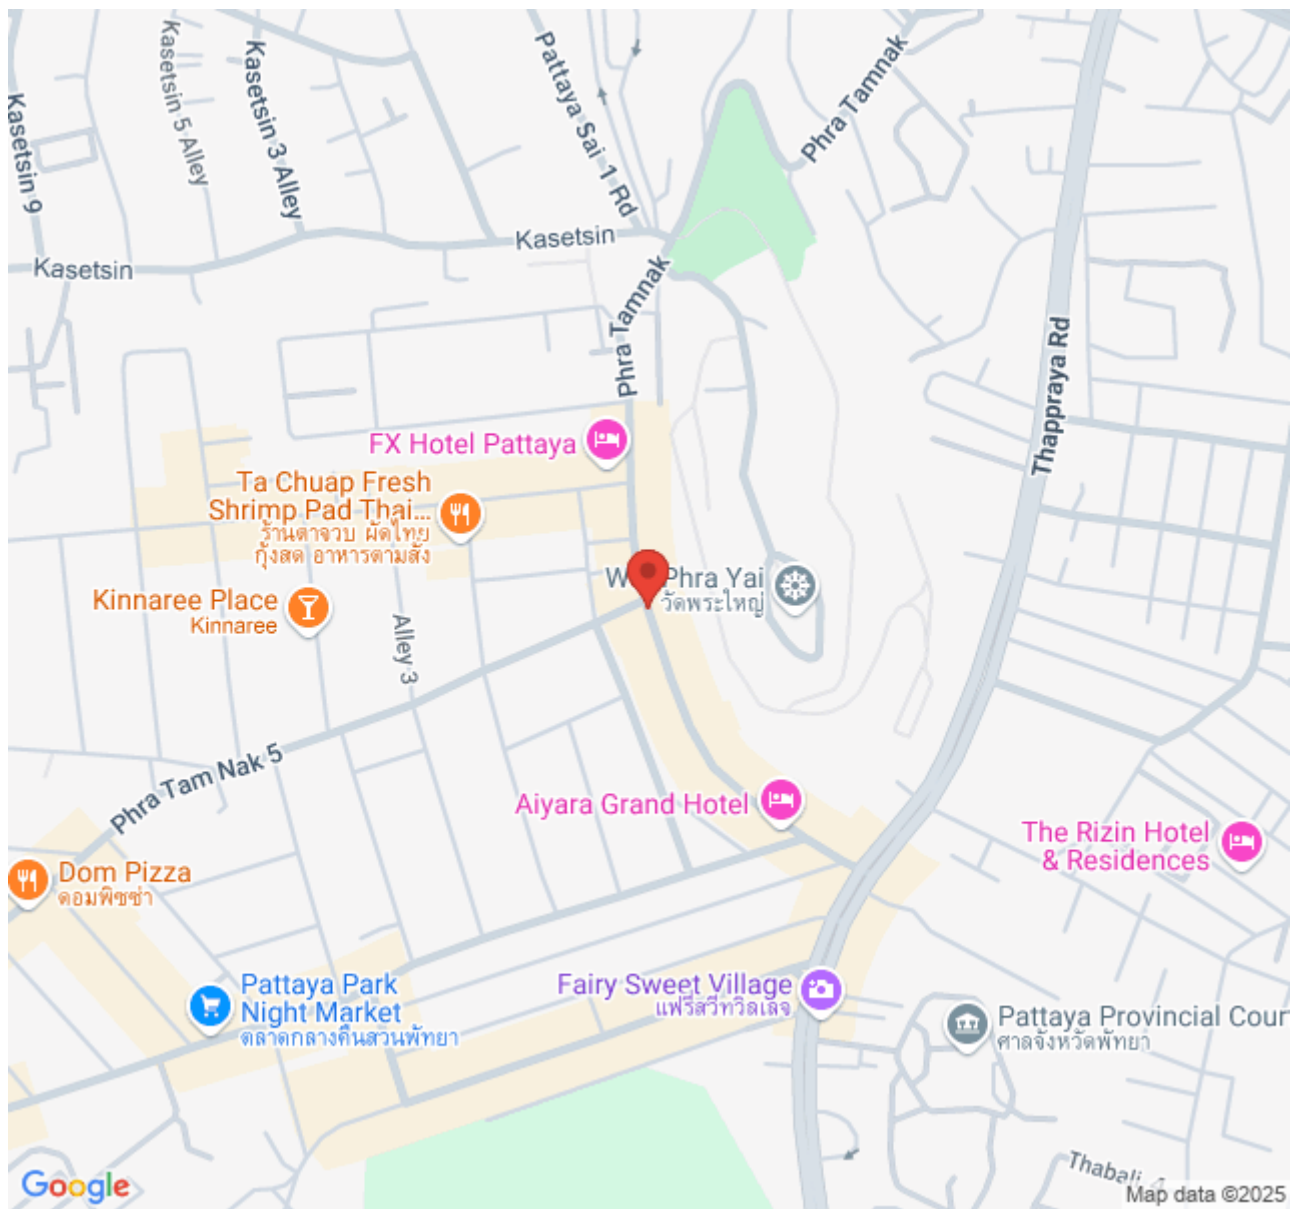 Kasetsin 9
Kasetsin 5 Alley
Kasetsin 3 Alley
Pattaya Sai 1 Rd
Phra Tamnak
Kasetsin
Kasetsin
Phra Tamnak
Thappraya Rd
FX Hotel Pattaya
Ta Chuap Fresh
Shrimp Pad Thai...
ร้านตาจวบ ผัดไทย
กุ้งสด อาหารตามสั่ง
Phra Yai
วัดพระใหญ่
Kinnaree Place
Kinnaree
Alley 3
Phra Tam Nak 5
Aiyara Grand Hotel
The Rizin Hotel
& Residences
Dom Pizza
ดอมพิซซ่า
Pattaya Park
Night Market
ตลาดกลางคืนสวนพัทยา
Fairy Sweet Village
แฟรี่สวีทวิลเลจ
Pattaya Provincial Cour
ศาลจังหวัดพัทยา
Thabali
Google
Map data ©2025